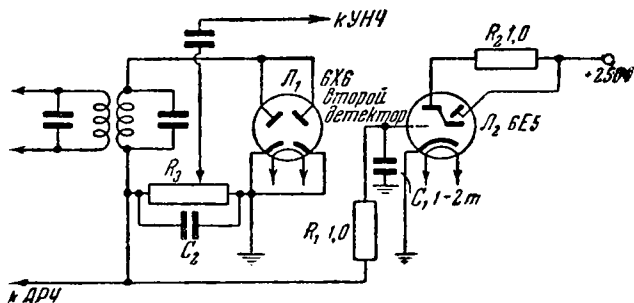 к УНЧ
Л₁
6Х6
Второй
детектор
R₂ 1,0
+250в
Л₂ 6Е5
R₃
C₂
C₁ 1-2т
R₁ 1,0
к АРЧ